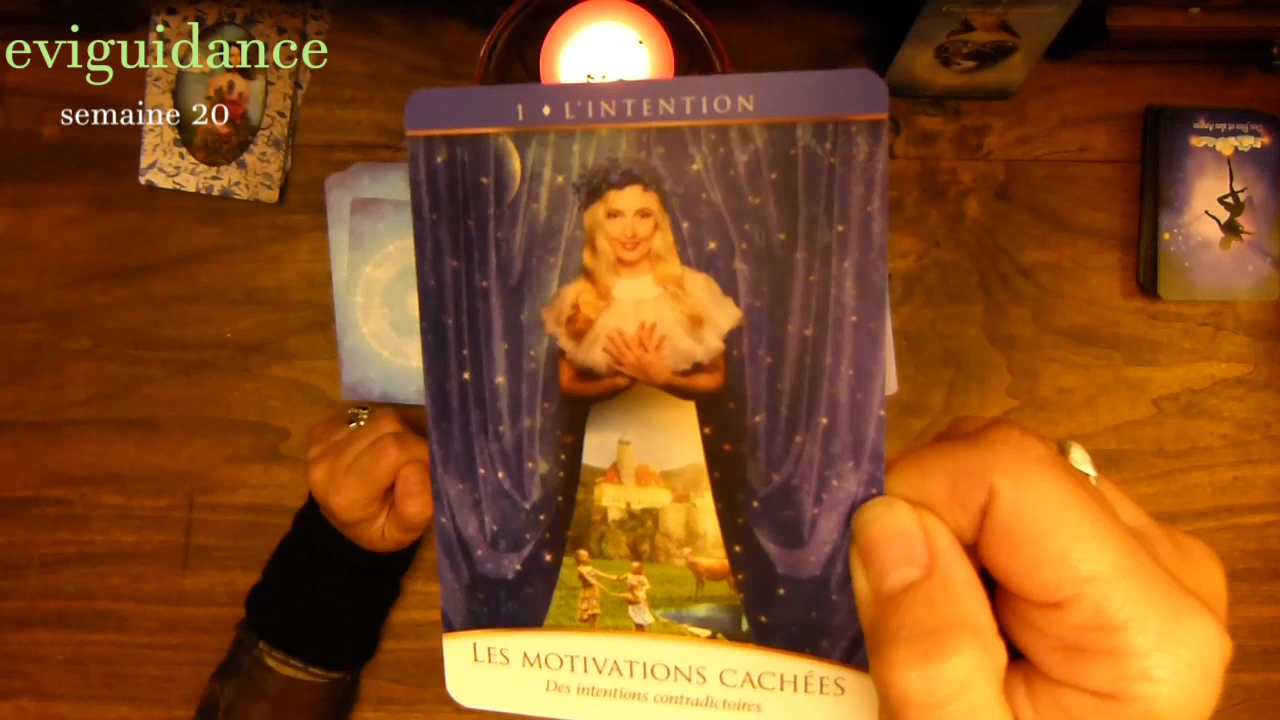 eviguidance
semaine 20
1 ♦ L'INTENTION
LES MOTIVATIONS CACHÉES
Des intentions contradictoires